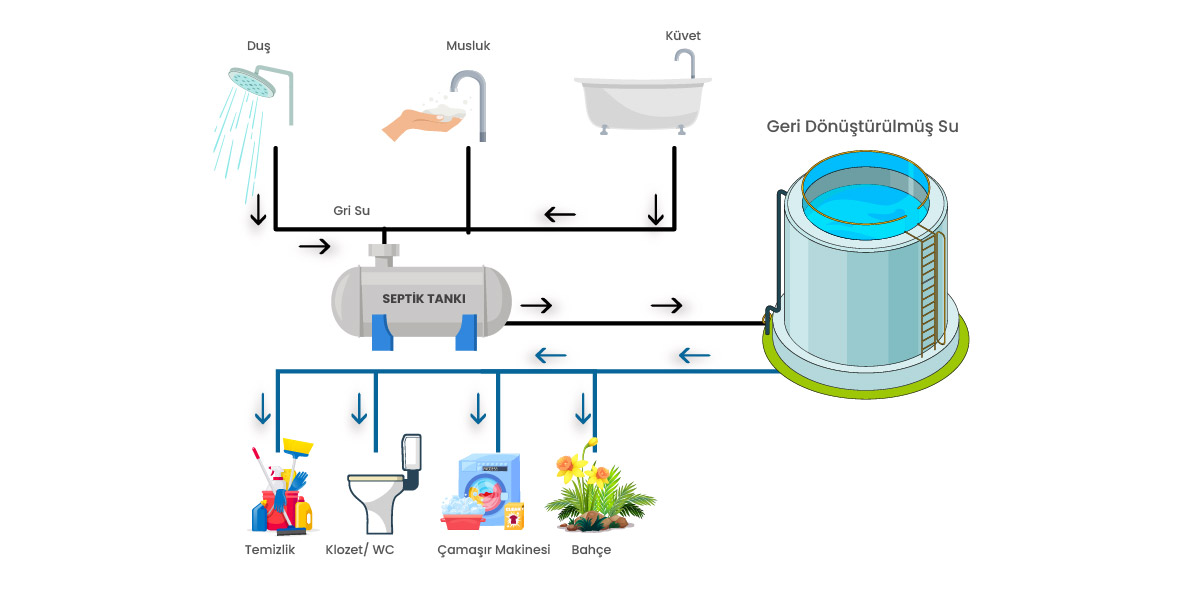 Duş
Musluk
Küvet
Geri Dönüştürülmüş Su
Gri Su
SEPTİK TANKI
Temizlik
Klozet/ WC
Çamaşır Makinesi
Bahçe